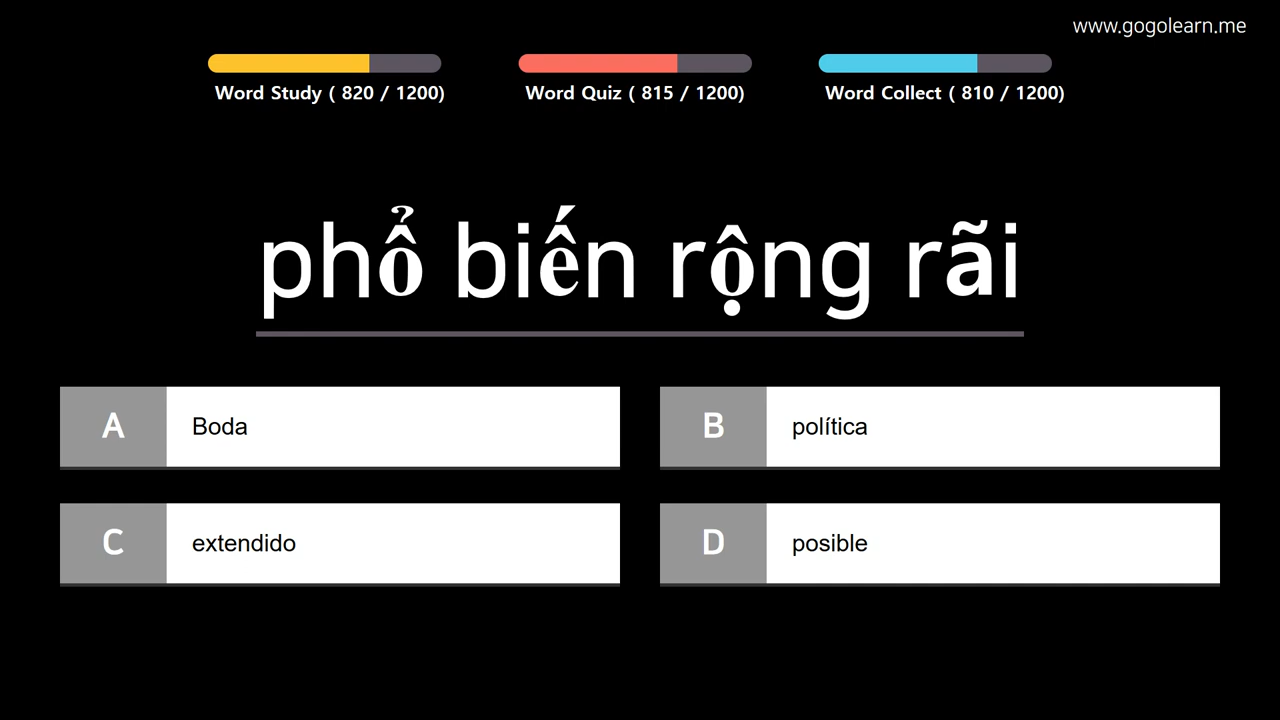 www.gogolearn.me
Word Study ( 820 / 1200)
Word Quiz ( 815 / 1200)
Word Collect ( 810 / 1200)
phổ biến rộng rãi
A Boda
B política
C extendido
D posible